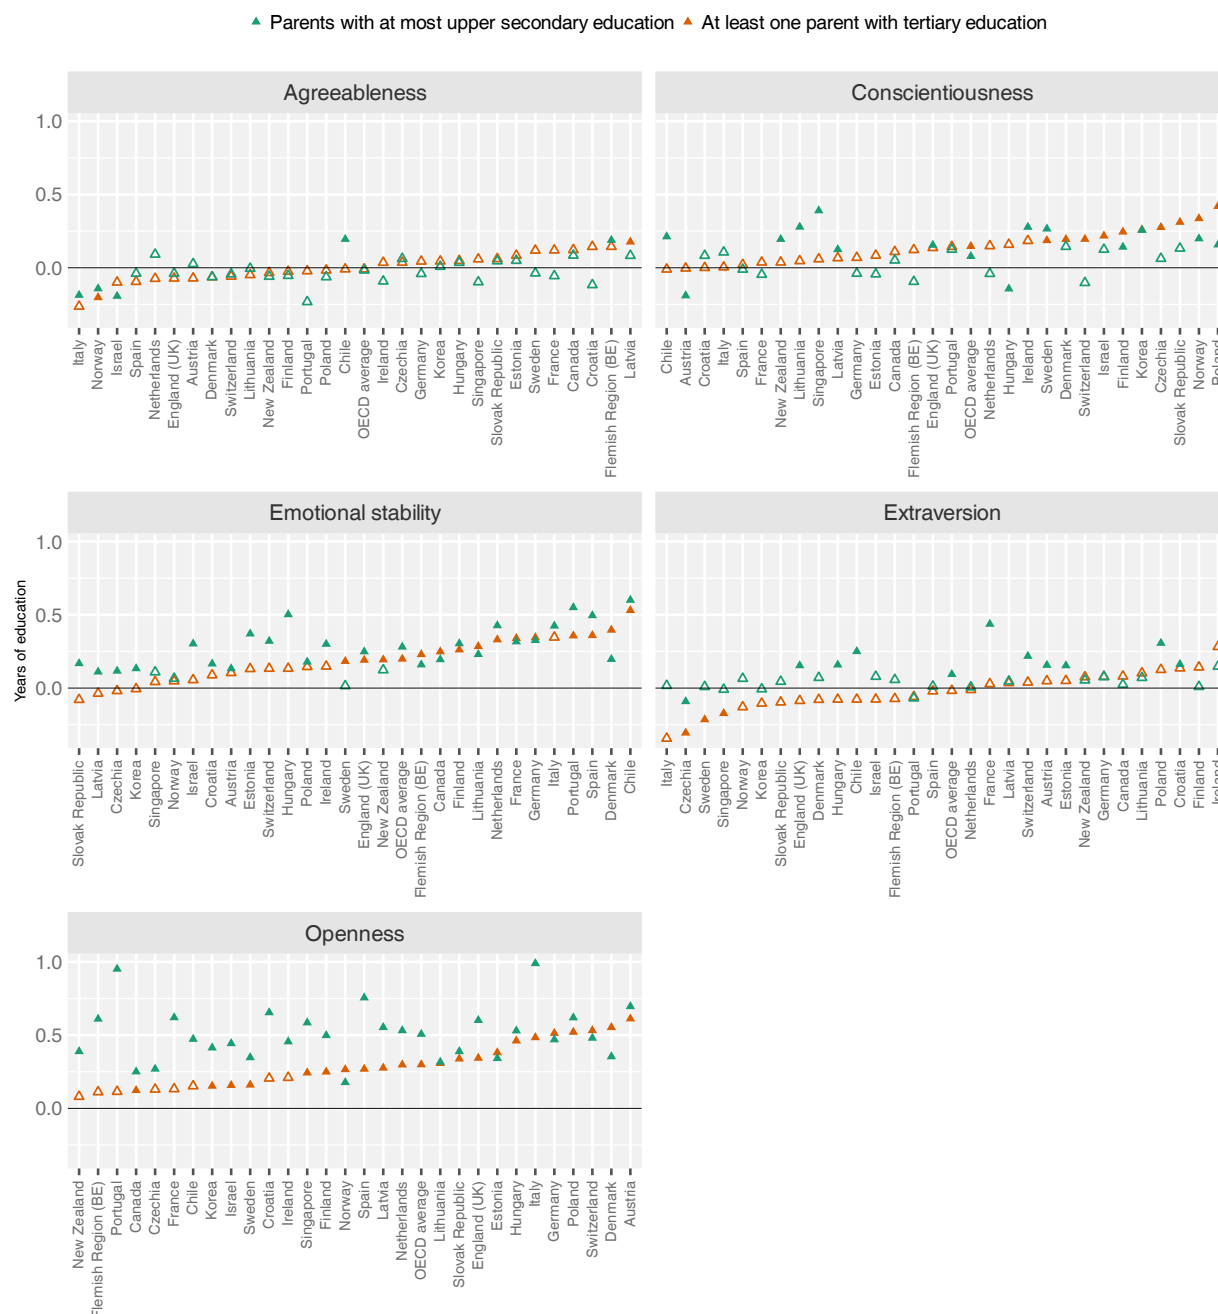 Parents with at most upper secondary education At least one parent with tertiary education
Agreeableness
1.0
0.5
0.0
Italy
Norway
Israel
Spain
Netherlands
England (UK)
Austria
Denmark
Switzerland
Lithuania
New Zealand
Finland
Portugal
Poland
Chile
OECD average
Ireland
Czechia
Germany
Korea
Hungary
Singapore
Slovak Republic
Estonia
Sweden
France
Canada
Croatia
Flemish Region (BE)
Latvia
Conscientiousness
Chile
Austria
Croatia
Italy
Spain
France
New Zealand
Lithuania
Singapore
Latvia
Germany
Estonia
Canada
Flemish Region (BE)
England (UK)
Portugal
OECD average
Netherlands
Hungary
Ireland
Sweden
Denmark
Switzerland
Israel
Finland
Korea
Czechia
Slovak Republic
Norway
Poland
Years of education
Emotional stability
1.0
0.5
0.0
Slovak Republic
Latvia
Czechia
Korea
Singapore
Norway
Israel
Croatia
Austria
Estonia
Switzerland
Hungary
Poland
Ireland
Sweden
England (UK)
New Zealand
OECD average
Flemish Region (BE)
Canada
Finland
Lithuania
Netherlands
France
Germany
Italy
Portugal
Spain
Denmark
Chile
Extraversion
Italy
Czechia
Sweden
Singapore
Norway
Korea
Slovak Republic
England (UK)
Denmark
Hungary
Chile
Israel
Flemish Region (BE)
Portugal
Spain
OECD average
Netherlands
France
Latvia
Switzerland
Austria
Estonia
New Zealand
Germany
Canada
Lithuania
Poland
Croatia
Finland
Ireland
Openness
1.0
0.5
0.0
New Zealand
Flemish Region (BE)
Portugal
Canada
Czechia
France
Chile
Korea
Israel
Sweden
Croatia
Ireland
Singapore
Finland
Norway
Spain
Latvia
Netherlands
OECD average
Lithuania
Slovak Republic
England (UK)
Estonia
Hungary
Italy
Germany
Poland
Switzerland
Denmark
Austria